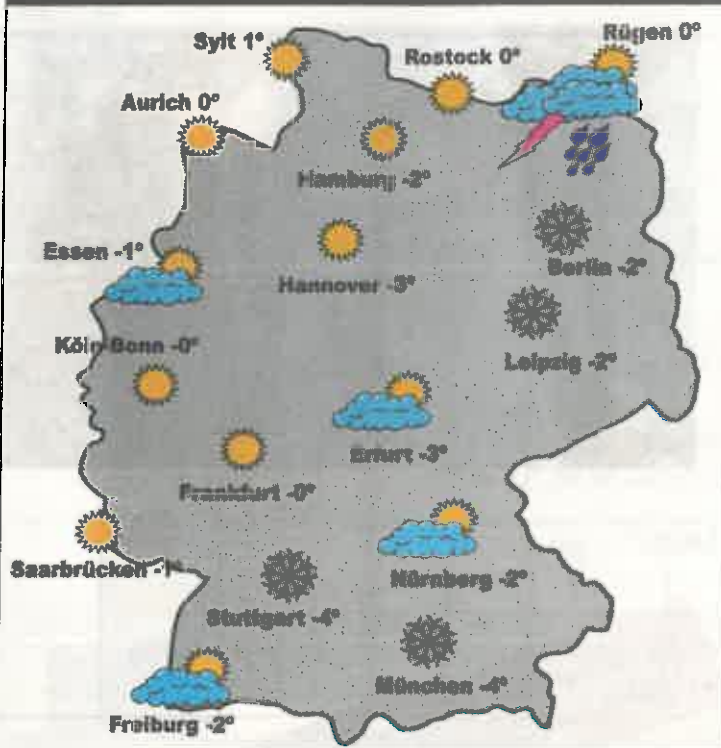 Sylt 1°
Rügen 0°
Rostock 0°
Aurich 0°
Hamburg -2°
Essen -1°
Berlin -2°
Hannover -3°
Köln-Bonn -0°
Leipzig -2°
Erfurt -3°
Frankfurt -0°
Saarbrücken -1°
Nürnberg -2°
Stuttgart -4°
München -4°
Freiburg -2°